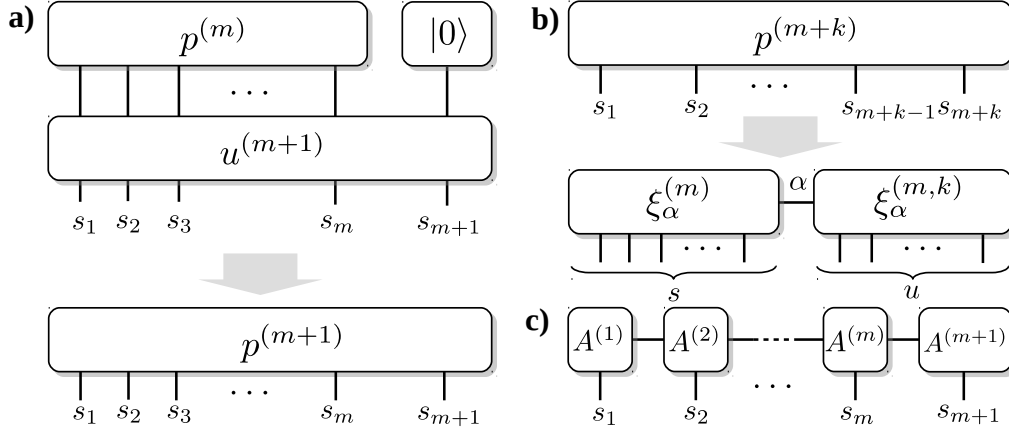 a)
p^{(m)} |0⟩
...
u^{(m+1)}
s_1 s_2 s_3 s_m s_{m+1}
p^{(m+1)}
...
s_1 s_2 s_3 s_m s_{m+1}
b)
p^{(m+k)}
...
s_1 s_2 s_{m+k-1} s_{m+k}
ξ_α^{(m)} α ξ_α^{(m,k)}
... ...
s u
c)
A^{(1)} A^{(2)} A^{(m)} A^{(m+1)}
...
s_1 s_2 s_m s_{m+1}